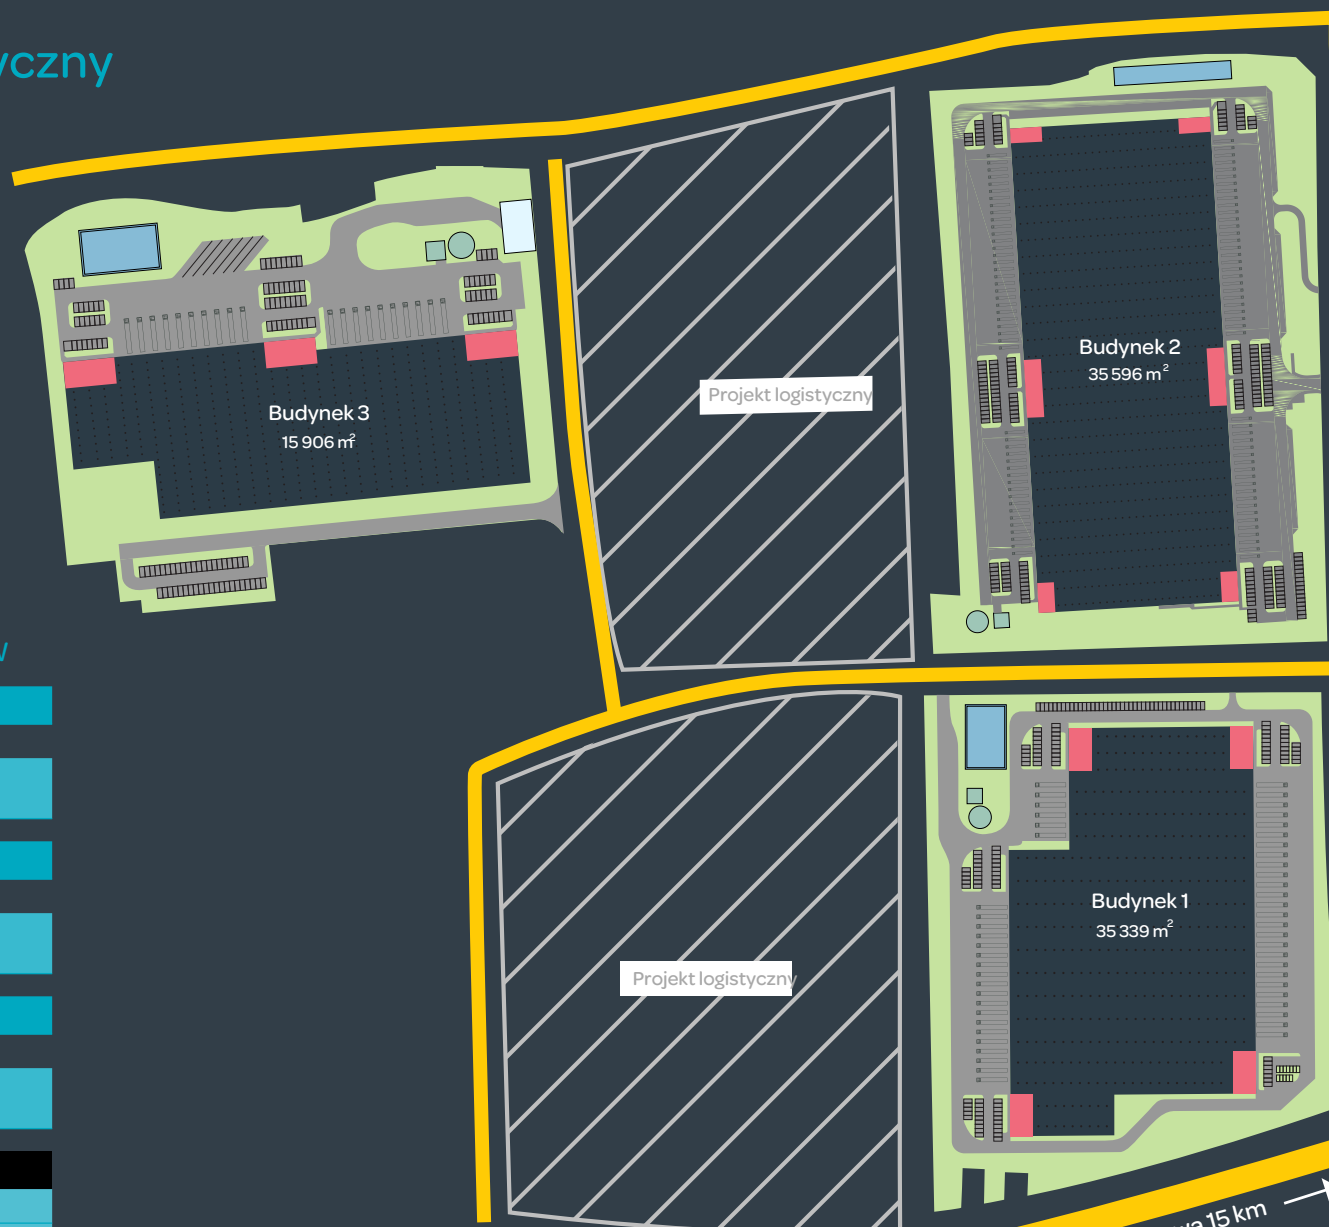 Budynek 2
35 596 m²
Projekt logistyczny
Budynek 3
15 906 m²
Budynek 1
35 339 m²
Projekt logistyczny
15 km